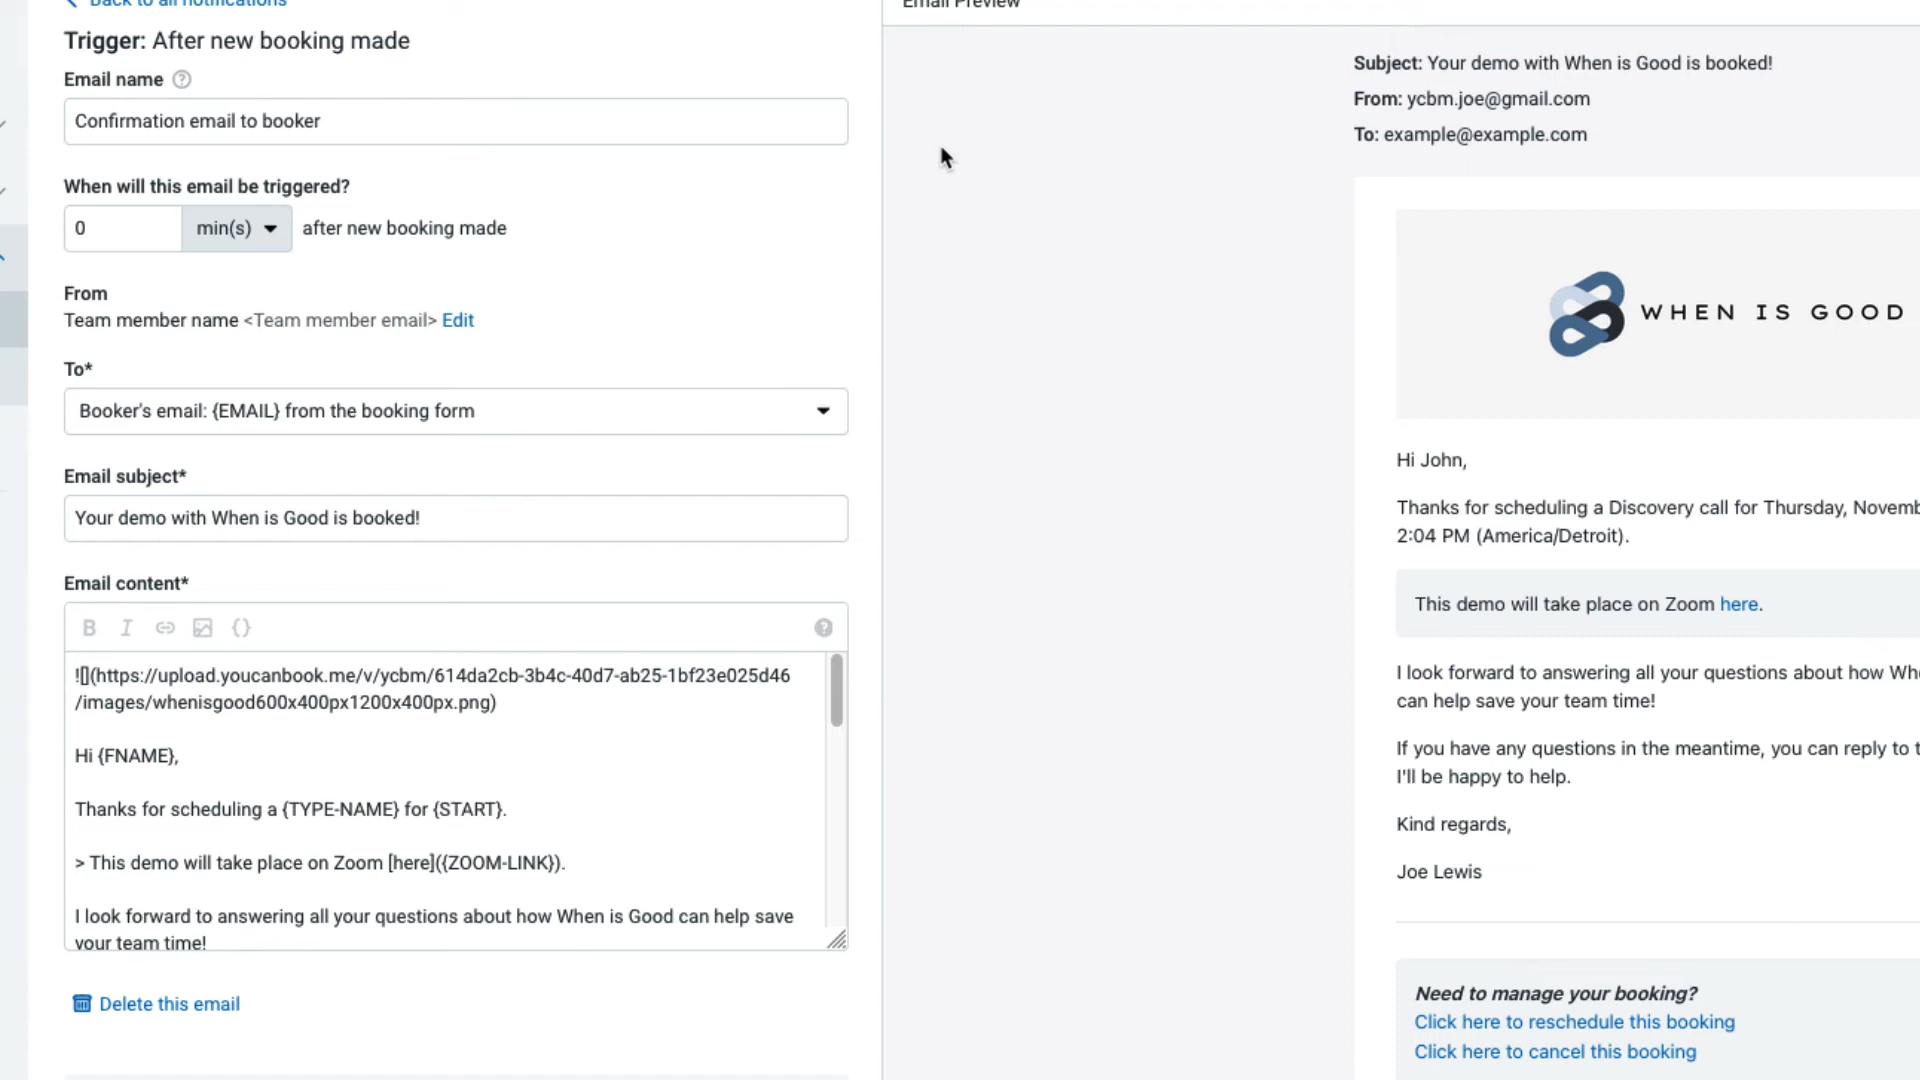 Back to all notifications
Trigger: After new booking made
Email name
Confirmation email to booker
When will this email be triggered?
0 min(s) after new booking made
From
Team member name <Team member email> Edit
To*
Booker's email: {EMAIL} from the booking form
Email subject*
Your demo with When is Good is booked!
Email content*
B I {}
![](https://upload.youcanbook.me/v/ycbm/614da2cb-3b4c-40d7-ab25-1bf23e025d46
/images/whenisgood600x400px1200x400px.png)
Hi {FNAME},
Thanks for scheduling a {TYPE-NAME} for {START}.
> This demo will take place on Zoom [here]({ZOOM-LINK}).
I look forward to answering all your questions about how When is Good can help save
your team time!
Delete this email
Email Preview
Subject: Your demo with When is Good is booked!
From: ycbm.joe@gmail.com
To: example@example.com
WHEN IS GOOD
Hi John,
Thanks for scheduling a Discovery call for Thursday, Novemb
2:04 PM (America/Detroit).
This demo will take place on Zoom here.
I look forward to answering all your questions about how Wh
can help save your team time!
If you have any questions in the meantime, you can reply to t
I'll be happy to help.
Kind regards,
Joe Lewis
Need to manage your booking?
Click here to reschedule this booking
Click here to cancel this booking